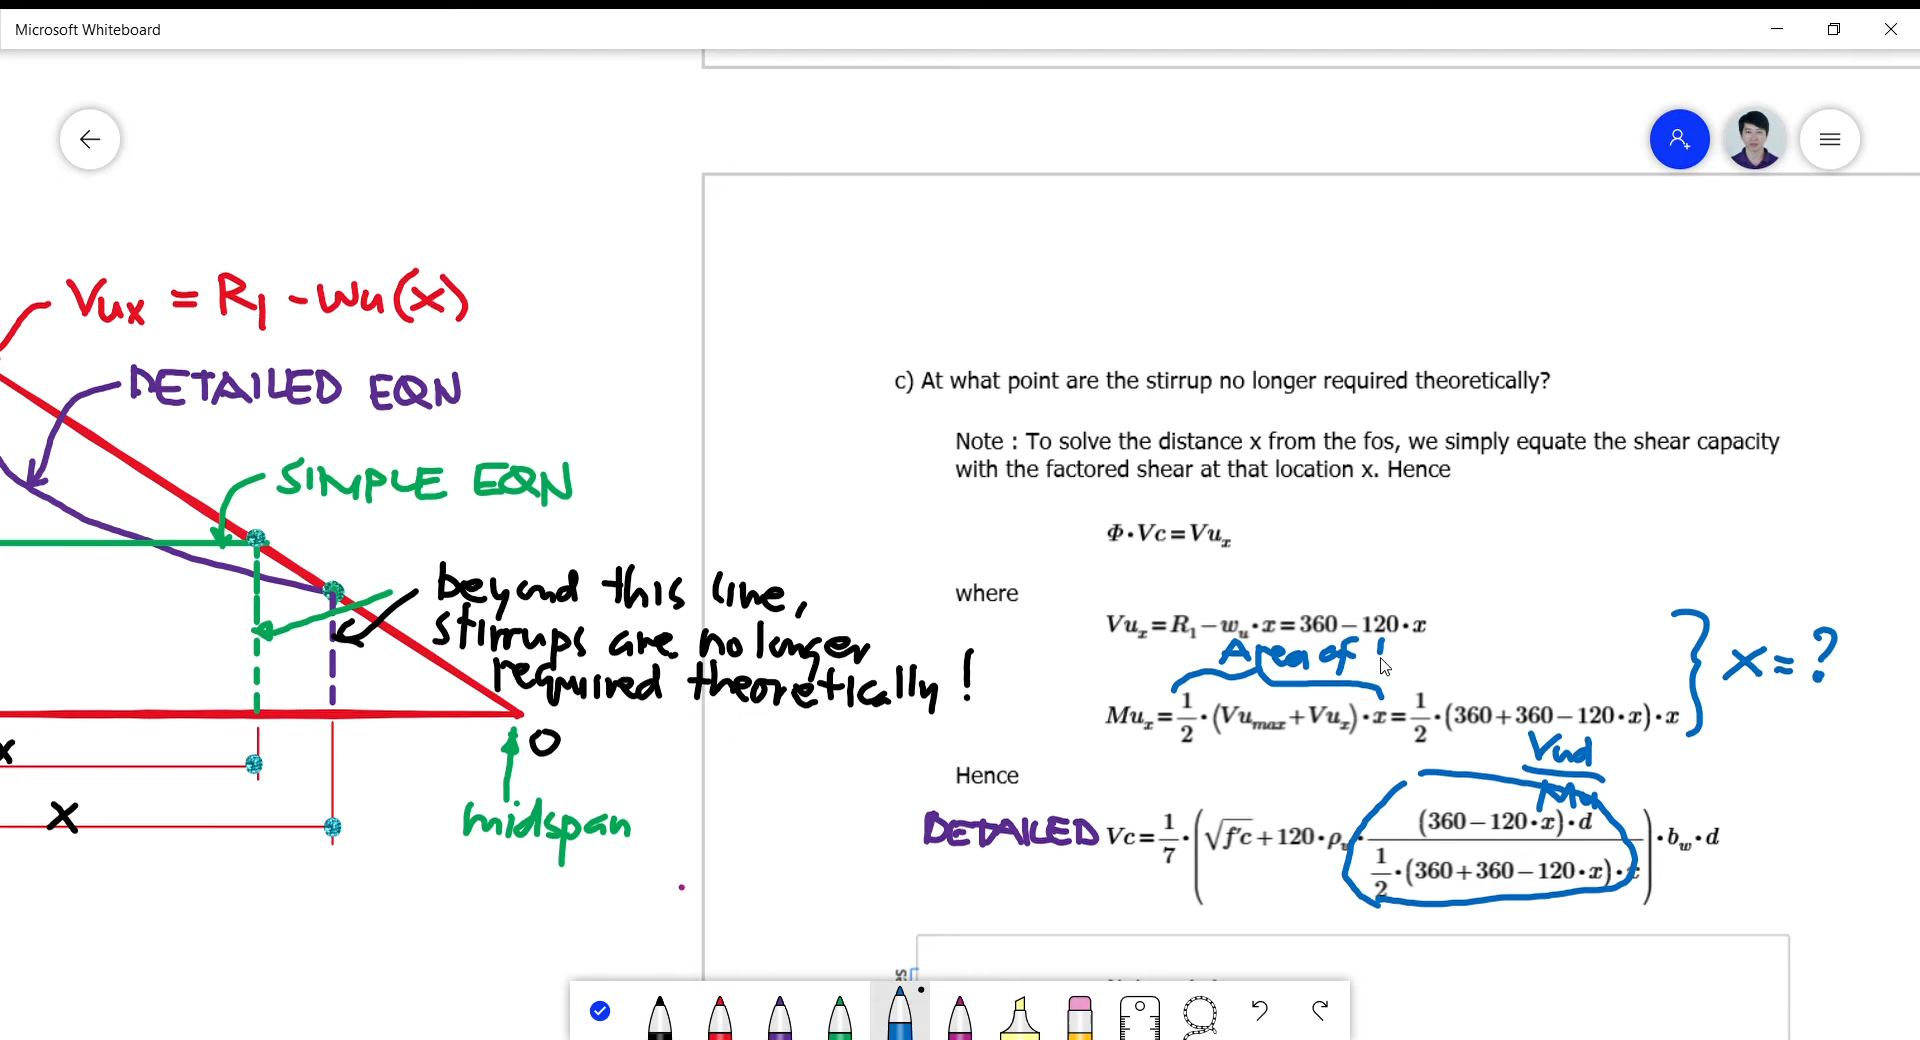 Microsoft Whiteboard
Vux = R1 - Wu(x)
DETAILED EQN
SIMPLE EQN
beyond this line,
stirrups are no longer
required theoretically!
0
x
x
midspan
c) At what point are the stirrup no longer required theoretically?
Note : To solve the distance x from the fos, we simply equate the shear capacity
with the factored shear at that location x. Hence
Φ·Vc=Vuₓ
where
Vuₓ=R₁−wᵤ·x=360−120·x
Area of
Muₓ=1/2·(Vuₘₐₓ+Vuₓ)·x=1/2·(360+360−120·x)·x
x = ?
Vud/Mu
Hence
DETAILED
Vc=1/7·(√f'c+120·ρ·(360−120·x)·d/(1/2·(360+360−120·x)·x))·b_w·d